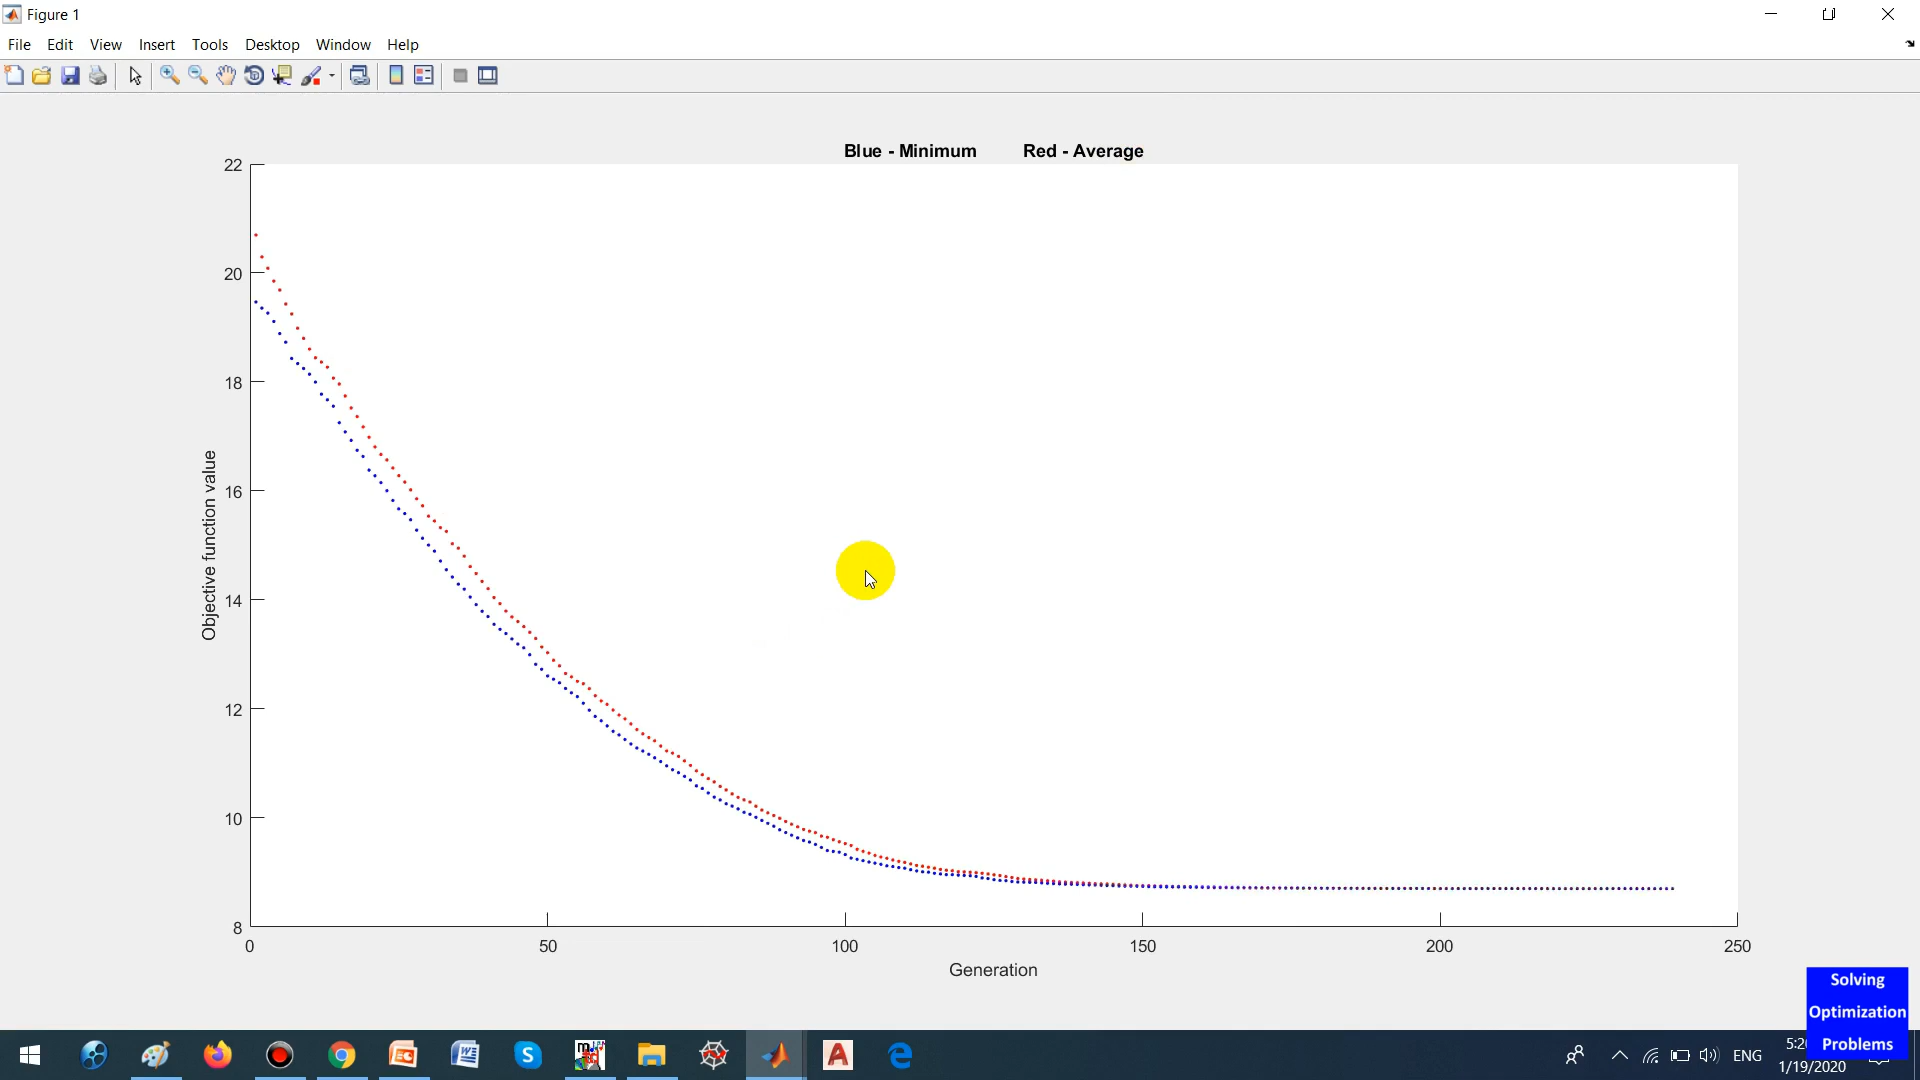 Figure 1
File Edit View Insert Tools Desktop Window Help
Blue - Minimum Red - Average
22
20
18
16
14
12
10
8
Objective function value
0 50 100 150 200 250
Generation
Solving
Optimization
Problems
ENG
1/19/2020